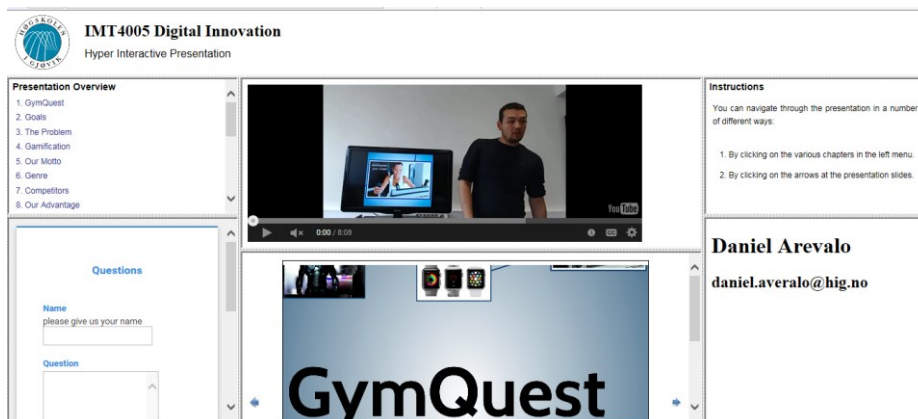 HØGSKOLEN
I GJØVIK
IMT4005 Digital Innovation
Hyper Interactive Presentation
Presentation Overview
1. GymQuest
2. Goals
3. The Problem
4. Gamification
5. Our Motto
6. Genre
7. Competitors
8. Our Advantage
Questions
Name
please give us your name
Question
YouTube
0:00 / 8:08
CC
GymQuest
Instructions
You can navigate through the presentation in a number
of different ways:
1. By clicking on the various chapters in the left menu.
2. By clicking on the arrows at the presentation slides.
Daniel Arevalo
daniel.averalo@hig.no